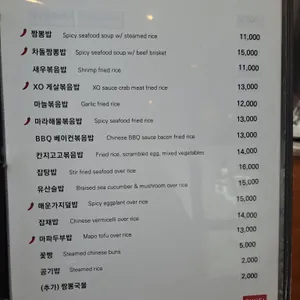 짬뽕밥 Spicy seafood soup w/ steamed rice 11,000
차돌짬뽕밥 Spicy seafood soup w/ beef brisket 15,000
새우볶음밥 Shrimp fried rice 11,000
XO 게살볶음밥 XO sauce crab meat fried rice 13,000
마늘볶음밥 Garlic fried rice 12,000
마라해물볶음밥 Spicy seafood fried rice 13,000
BBQ 베이컨볶음밥 Chinese BBQ sauce bacon fried rice 13,000
칸지고고볶음밥 Fried rice, scrambled egg, mixed vegetables 14,000
잡탕밥 Stir fried seafood over rice 16,000
유산슬밥 Braised sea cucumber & mushroom over rice 15,000
매운가지덮밥 Spicy eggplant over rice 15,000
잡채밥 Chinese vermicelli over rice 14,000
마파두부밥 Mapo tofu over rice 13,000
꽃빵 Steamed chinese buns 5,000
공기밥 Steamed rice 2,000
(추가) 짬뽕국물 2,000